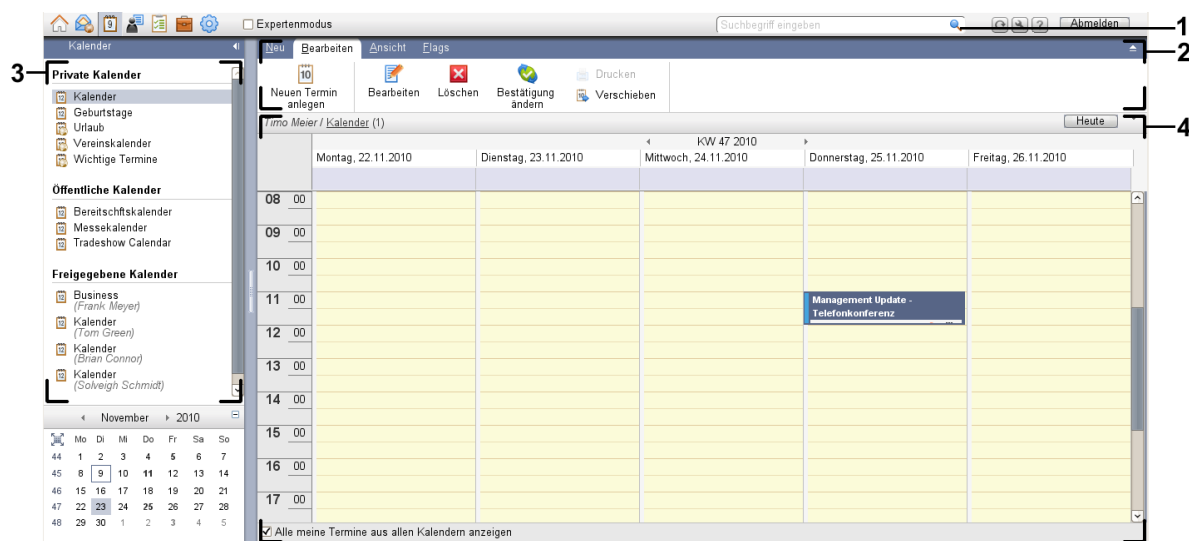 Expertenmodus
Suchbegriff eingeben
Abmelden
1
Kalender
Neu Bearbeiten Ansicht Flags
2
3
Private Kalender
Kalender
Geburtstage
Urlaub
Vereinskalender
Wichtige Termine
Öffentliche Kalender
Bereitschftskalender
Messekalender
Tradeshow Calendar
Freigegebene Kalender
Business
(Frank Meyer)
Kalender
(Tom Green)
Kalender
(Brian Connor)
Kalender
(Solveigh Schmidt)
November 2010
Mo Di Mi Do Fr Sa So
44 1 2 3 4 5 6 7
45 8 9 10 11 12 13 14
46 15 16 17 18 19 20 21
47 22 23 24 25 26 27 28
48 29 30 1 2 3 4 5
10
Neuen Termin
anlegen
Bearbeiten
Löschen
Bestätigung
ändern
Drucken
Verschieben
Timo Meier / Kalender (1)
Heute
4
KW 47 2010
Montag, 22.11.2010 Dienstag, 23.11.2010 Mittwoch, 24.11.2010 Donnerstag, 25.11.2010 Freitag, 26.11.2010
08 00
09 00
10 00
11 00
Management Update -
Telefonkonferenz
12 00
13 00
14 00
15 00
16 00
17 00
Alle meine Termine aus allen Kalendern anzeigen